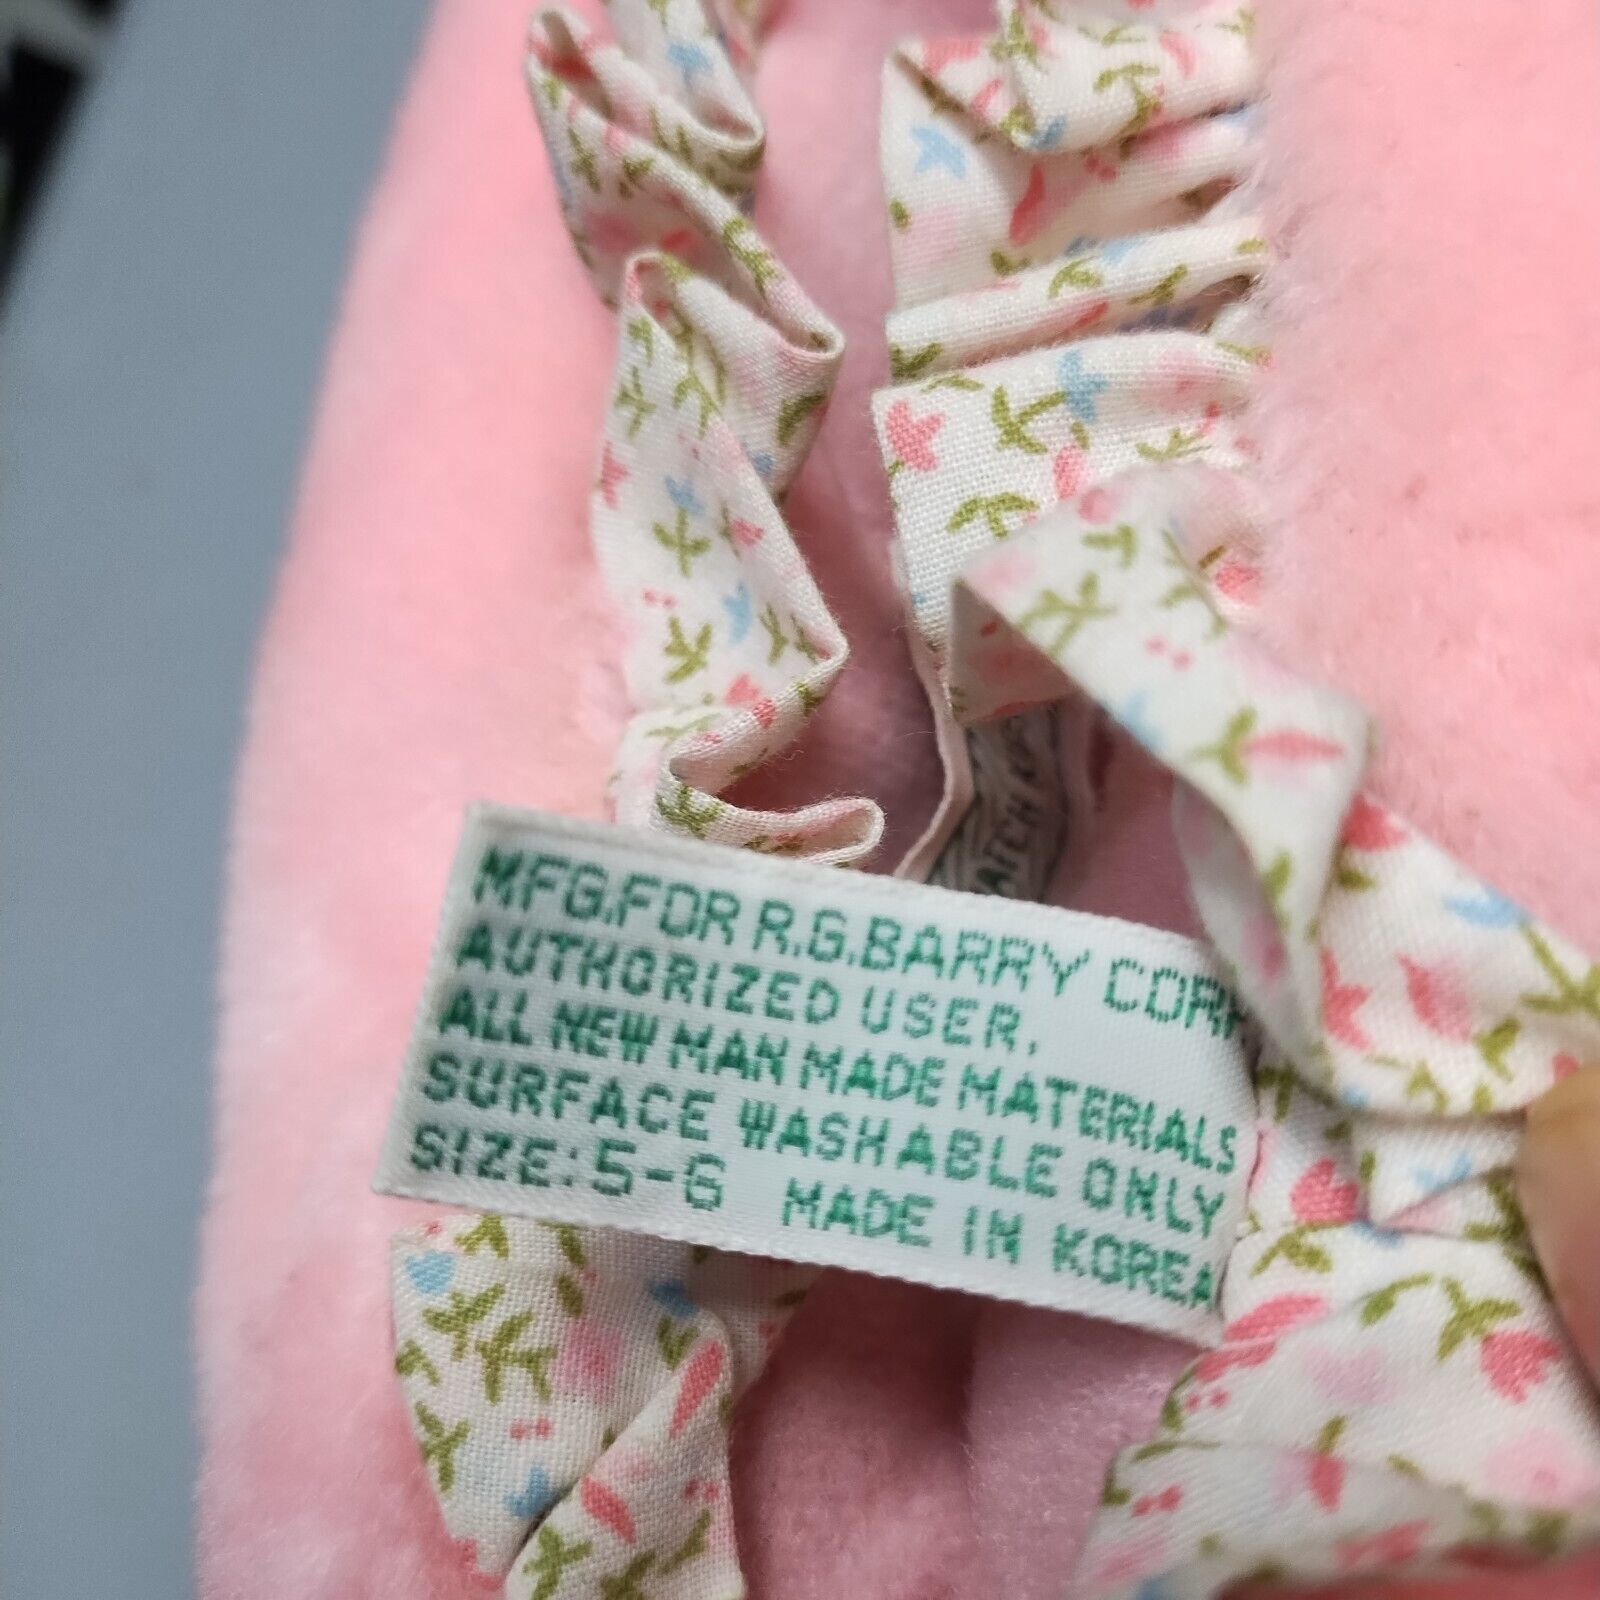 MFG.FOR R.G.BARRY CORP
AUTHORIZED USER,
ALL NEW MAN MADE MATERIALS
SURFACE WASHABLE ONLY
SIZE:5-6 MADE IN KOREA